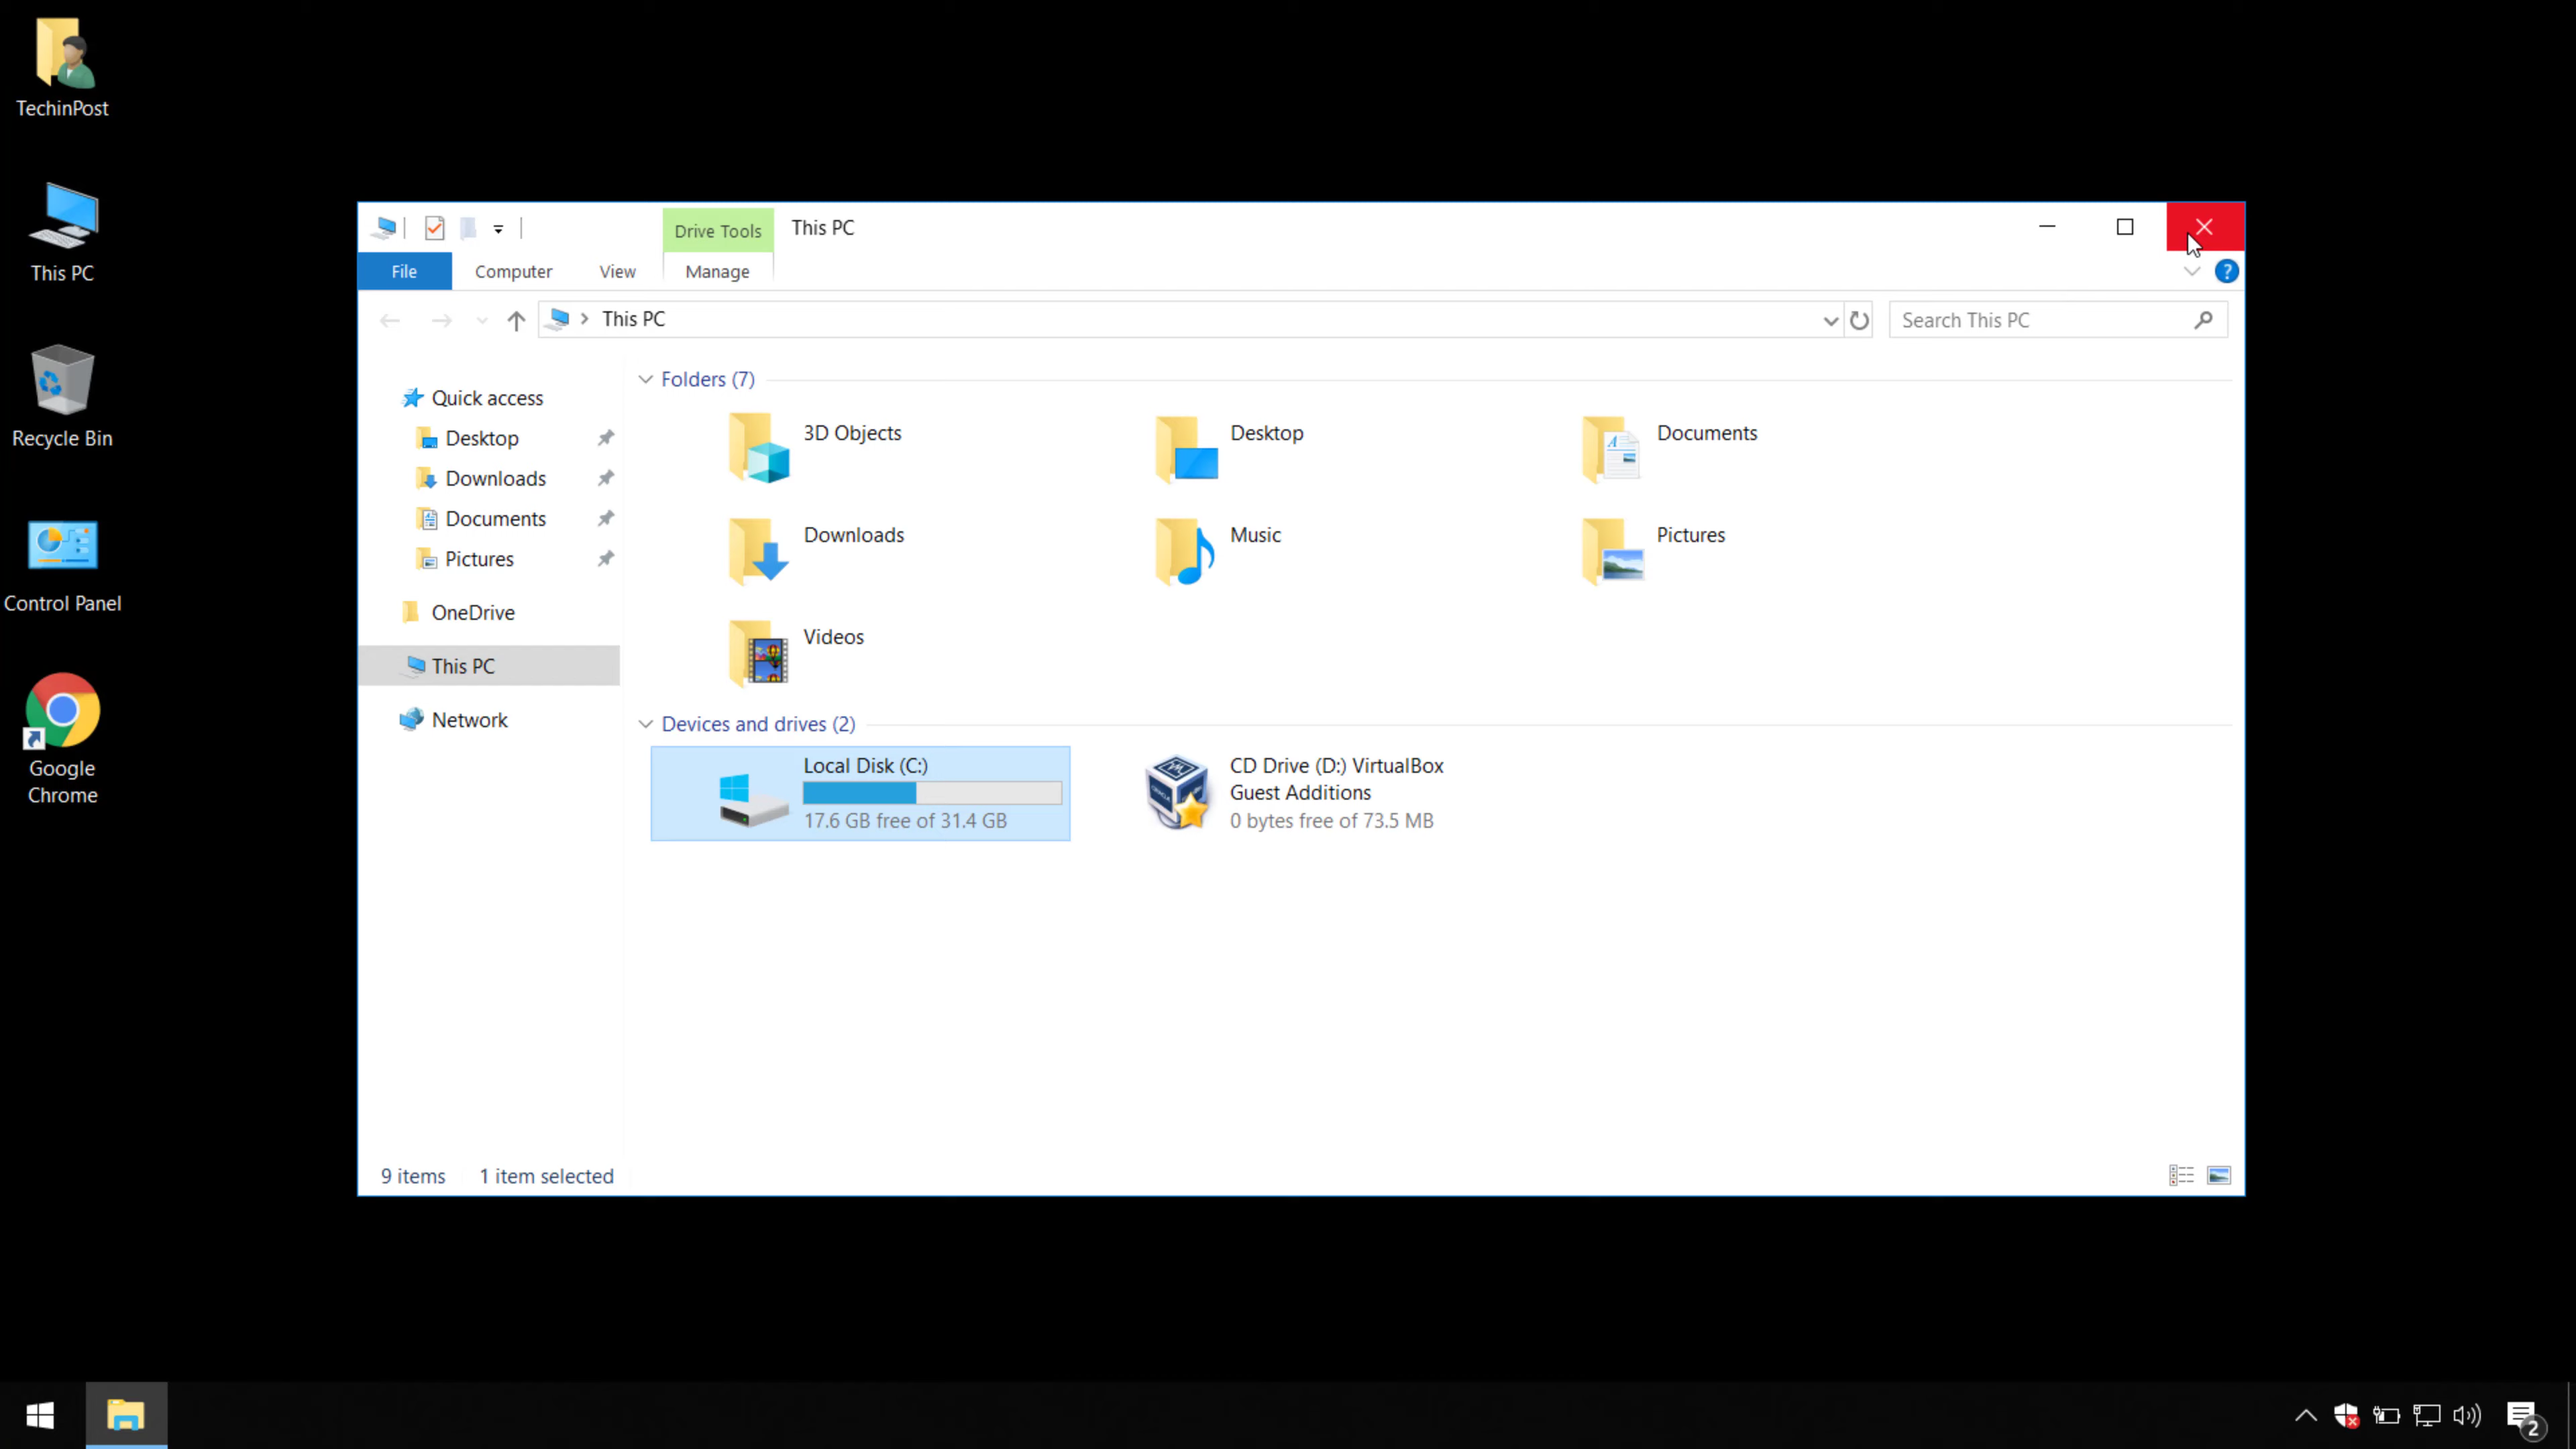 TechinPost
This PC
Recycle Bin
Control Panel
Google
Chrome
Drive Tools
This PC
File
Computer
View
Manage
?
This PC
Search This PC
Quick access
Desktop
Downloads
Documents
Pictures
OneDrive
This PC
Network
Folders (7)
3D Objects
Desktop
Documents
Downloads
Music
Pictures
Videos
Devices and drives (2)
Local Disk (C:)
17.6 GB free of 31.4 GB
CD Drive (D:) VirtualBox
Guest Additions
0 bytes free of 73.5 MB
9 items
1 item selected
2